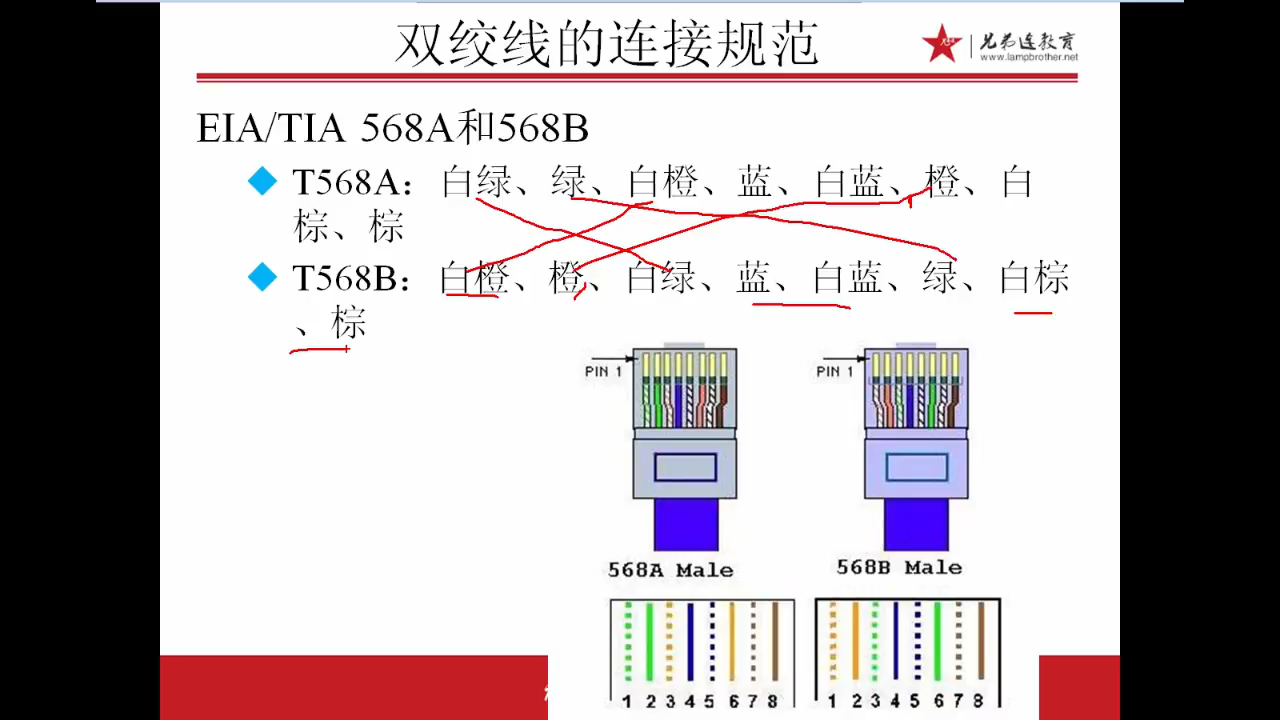 双绞线的连接规范
兄弟连教育
www.lampbrother.net
EIA/TIA 568A和568B
T568A：白绿、绿、白橙、蓝、白蓝、橙、白
棕、棕
T568B：白橙、橙、白绿、蓝、白蓝、绿、白棕
、棕
PIN 1
PIN 1
568A Male
568B Male
1 2 3 4 5 6 7 8
1 2 3 4 5 6 7 8